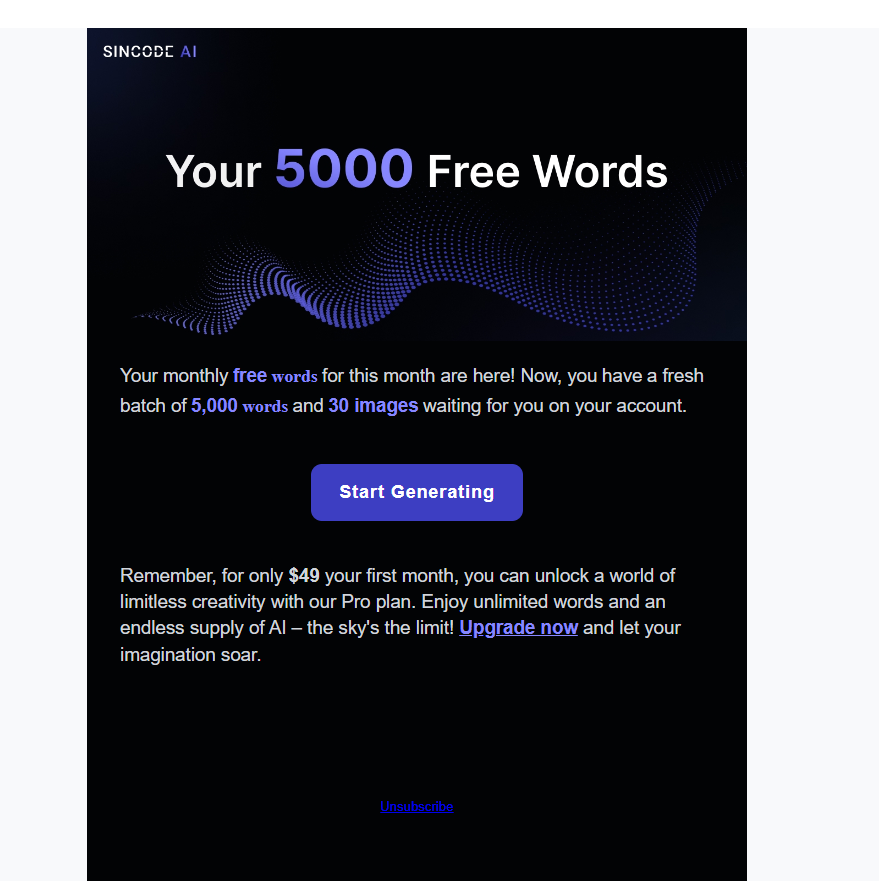 SINCODE AI
Your 5000 Free Words
Your monthly free words for this month are here! Now, you have a fresh
batch of 5,000 words and 30 images waiting for you on your account.
Start Generating
Remember, for only $49 your first month, you can unlock a world of
limitless creativity with our Pro plan. Enjoy unlimited words and an
endless supply of AI – the sky's the limit! Upgrade now and let your
imagination soar.
Unsubscribe